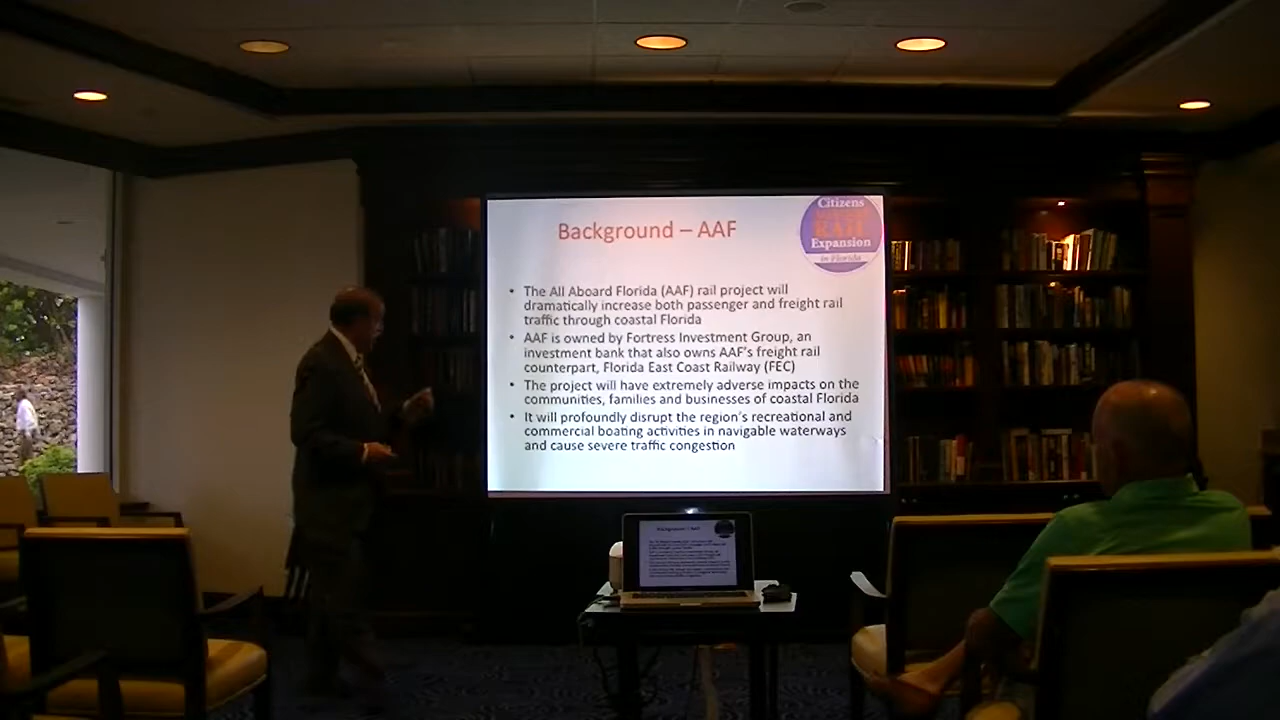 Background – AAF
Citizens
RAIL
Expansion
in Florida
• The All Aboard Florida (AAF) rail project will
dramatically increase both passenger and freight rail
traffic through coastal Florida
• AAF is owned by Fortress Investment Group, an
investment bank that also owns AAF's freight rail
counterpart, Florida East Coast Railway (FEC)
• The project will have extremely adverse impacts on the
communities, families and businesses of coastal Florida
• It will profoundly disrupt the region's recreational and
commercial boating activities in navigable waterways
and cause severe traffic congestion
Background – AAF